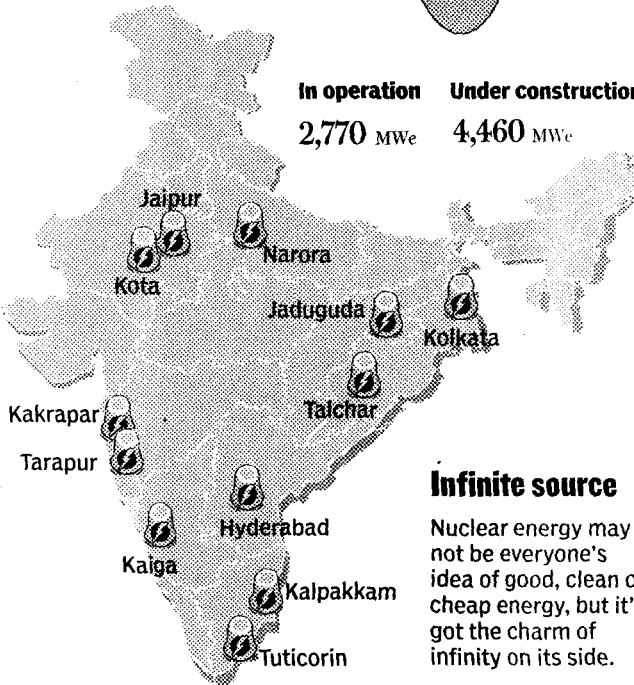 In operation Under construction
2,770 MWe 4,460 MWe
Jaipur
Kota
Narora
Jaduguda
Kolkata
Talchar
Kakrapar
Tarapur
Hyderabad
Kaiga
Kalpakkam
Tuticorin
Infinite source
Nuclear energy may
not be everyone's
idea of good, clean o
cheap energy, but it'
got the charm of
infinity on its side.